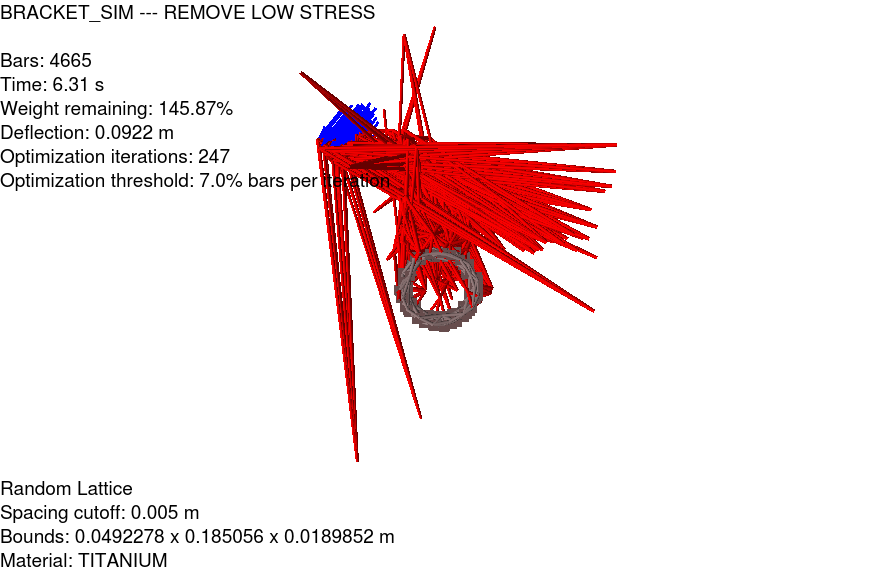 BRACKET_SIM --- REMOVE LOW STRESS
Bars: 4665
Time: 6.31 s
Weight remaining: 145.87%
Deflection: 0.0922 m
Optimization iterations: 247
Optimization threshold: 7.0% bars per iteration
Random Lattice
Spacing cutoff: 0.005 m
Bounds: 0.0492278 x 0.185056 x 0.0189852 m
Material: TITANIUM